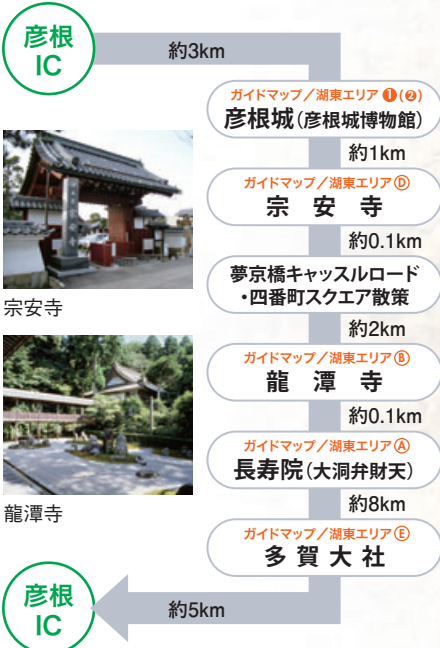 彦根
IC
約3km
ガイドマップ/湖東エリア ❶(❷)
彦根城(彦根城博物館)
約1km
ガイドマップ/湖東エリアⒹ
宗安寺
約0.1km
宗安寺
夢京橋キャッスルロード
・四番町スクエア散策
約2km
ガイドマップ/湖東エリアⒷ
龍潭寺
約0.1km
ガイドマップ/湖東エリアⒶ
長寿院(大洞弁財天)
龍潭寺
約8km
ガイドマップ/湖東エリアⒺ
多賀大社
約5km
彦根
IC